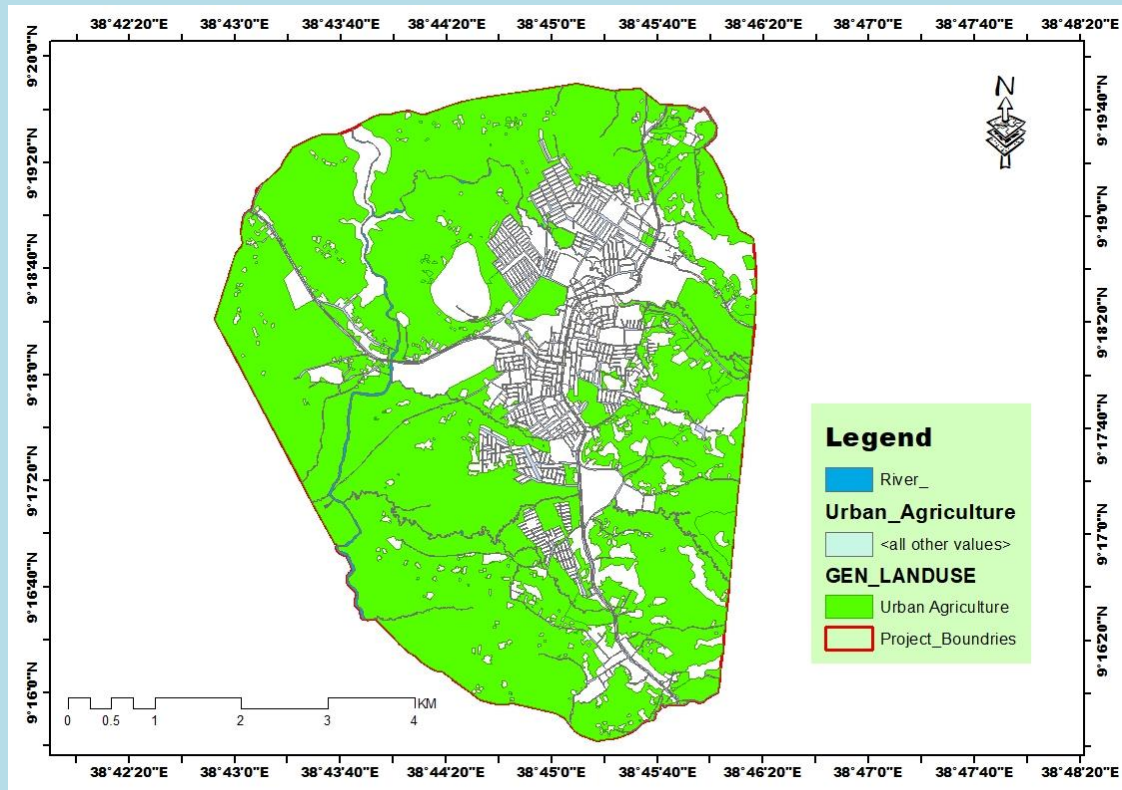 38°42'20"E 38°43'0"E 38°43'40"E 38°44'20"E 38°45'0"E 38°45'40"E 38°46'20"E 38°47'0"E 38°47'40"E 38°48'20"E
9°20'0"N
9°19'20"N
9°18'40"N
9°18'0"N
9°17'20"N
9°16'40"N
9°16'0"N
N
9°19'40"N
9°19'0"N
9°18'20"N
9°17'40"N
9°17'0"N
9°16'20"N
Legend
River_
Urban_Agriculture
<all other values>
GEN_LANDUSE
Urban Agriculture
Project_Boundries
KM
0 0.5 1 2 3 4
38°42'20"E 38°43'0"E 38°43'40"E 38°44'20"E 38°45'0"E 38°45'40"E 38°46'20"E 38°47'0"E 38°47'40"E 38°48'20"E